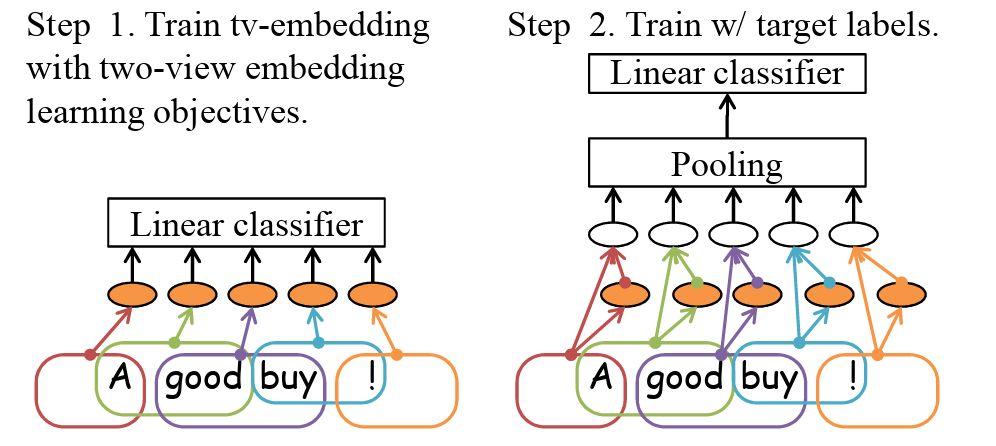 Step 1. Train tv-embedding
with two-view embedding
learning objectives.
Linear classifier
A good buy !
Step 2. Train w/ target labels.
Linear classifier
Pooling
A good buy !